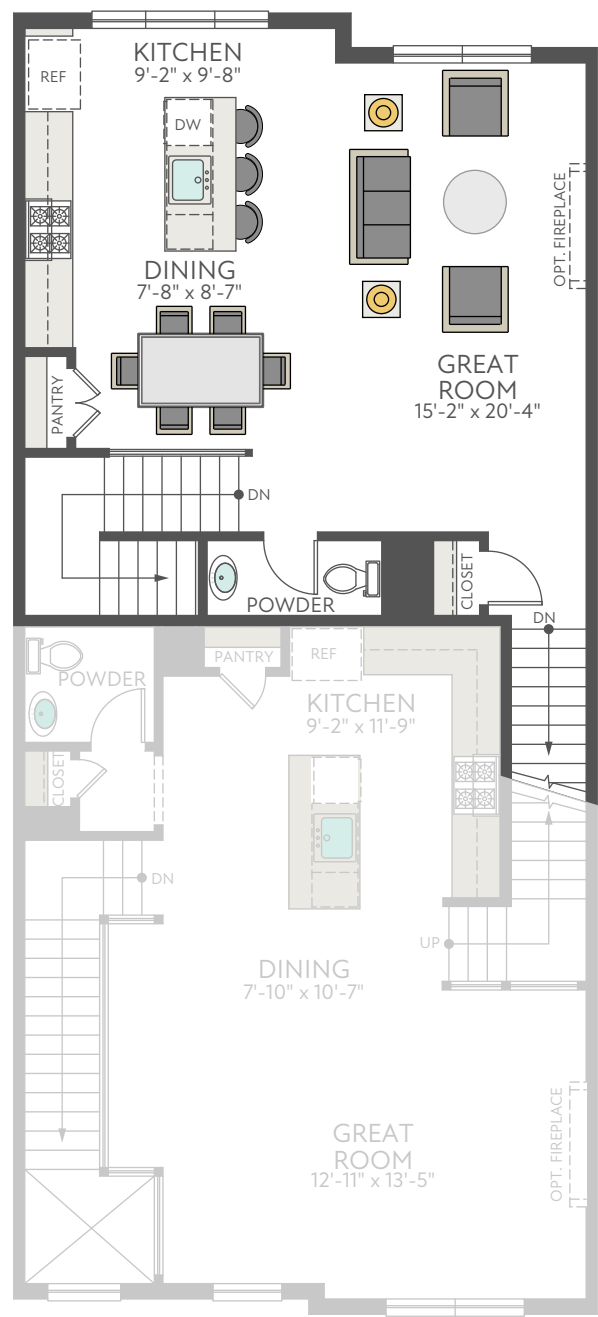 KITCHEN
9'-2" x 9'-8"
REF
DW
OPT. FIREPLACE
DINING
7'-8" x 8'-7"
GREAT
ROOM
15'-2" x 20'-4"
PANTRY
DN
CLOSET
POWDER
DN
PANTRY
REF
POWDER
KITCHEN
9'-2" x 11'-9"
CLOSET
DN
UP
DINING
7'-10" x 10'-7"
OPT. FIREPLACE
GREAT
ROOM
12'-11" x 13'-5"